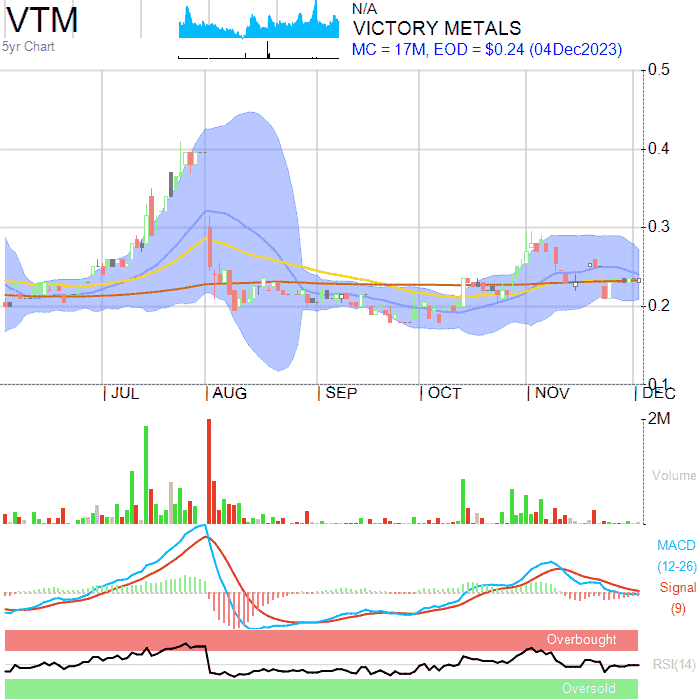 VTM
5yr Chart
N/A
VICTORY METALS
MC = 17M, EOD = $0.24 (04Dec2023)
0.5
0.4
0.3
0.2
0.1
JUL AUG SEP OCT NOV DEC
2M
Volume
MACD
(12-26)
Signal
(9)
Overbought
RSI(14)
Oversold